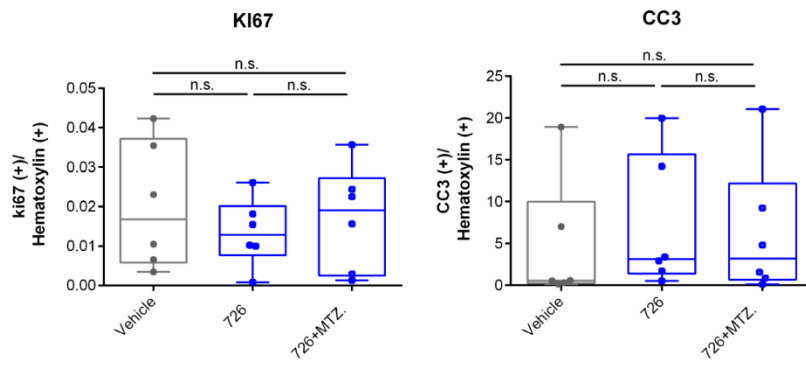 KI67
n.s.
n.s.
n.s.
0.05
0.04
0.03
0.02
0.01
0.00
ki67 (+)/
Hematoxylin (+)
Vehicle
726
726+MTZ.
CC3
n.s.
n.s.
n.s.
25
20
15
10
5
0
CC3 (+)/
Hematoxylin (+)
Vehicle
726
726+MTZ.